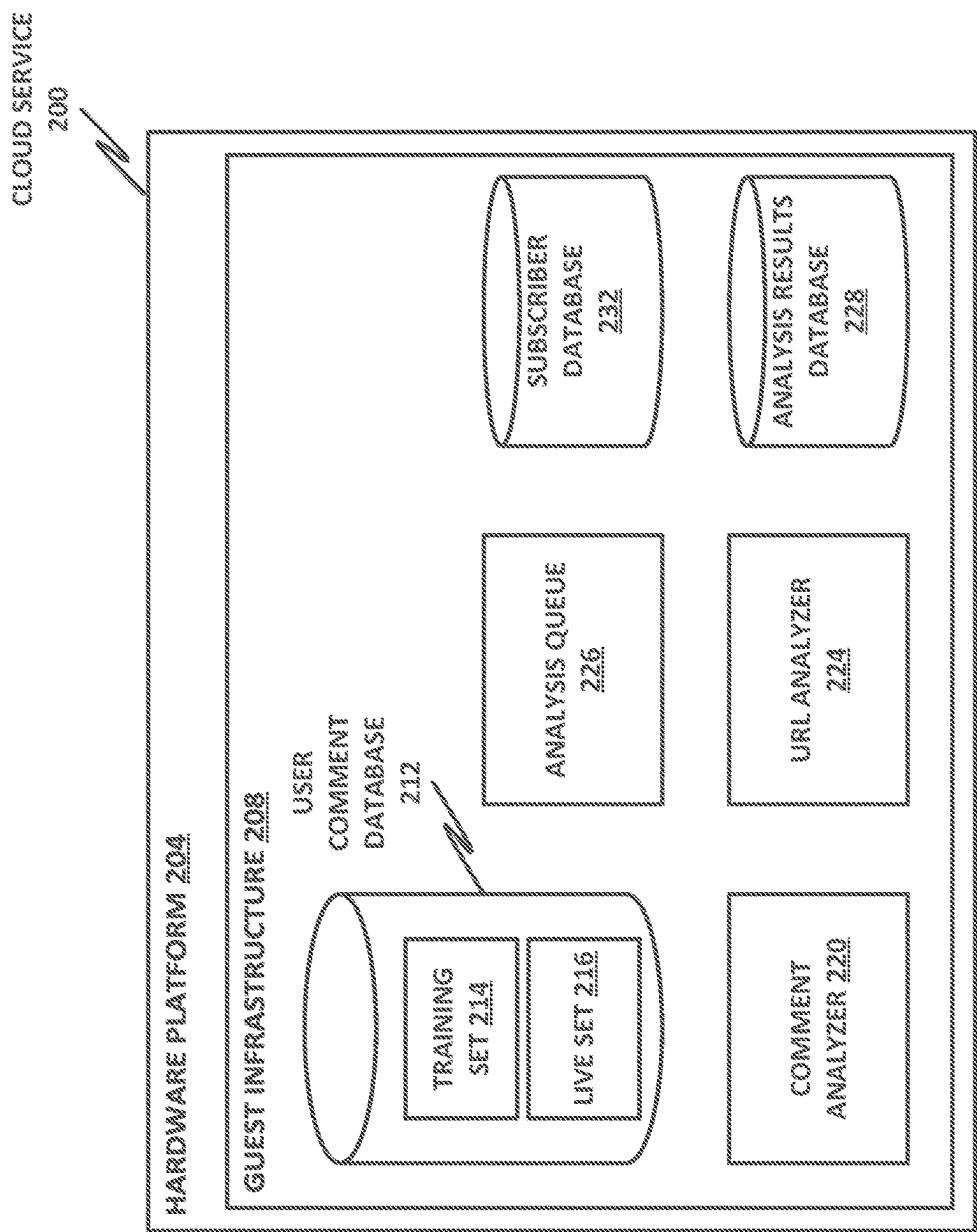 CLOUD SERVICE
200
HARDWARE PLATFORM 204
GUEST INFRASTRUCTURE 208
USER
COMMENT
DATABASE
212
TRAINING
SET 214
LIVE SET 216
ANALYSIS QUEUE
226
SUBSCRIBER
DATABASE
232
COMMENT
ANALYZER 220
URL ANALYZER
224
ANALYSIS RESULTS
DATABASE
228